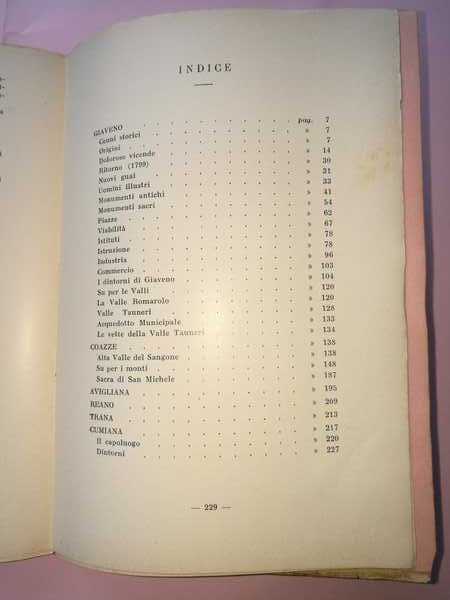 INDICE
GIAVENO . . . . . . . . . pag. 7
Cenni storici . . . . . . . . . » 7
Origini . . . . . . . . . » 7
Dolorose vicende . . . . . . . . » 14
Ritorno (1799) . . . . . . . . » 30
Nuovi guai . . . . . . . . » 31
Uomini illustri . . . . . . . . » 33
Monumenti antichi . . . . . . . » 41
Monumenti sacri . . . . . . . » 54
Piazze . . . . . . . . . » 62
Viabilità . . . . . . . . . » 67
Istituti . . . . . . . . . » 78
Istruzione . . . . . . . . . » 78
Industria . . . . . . . . . » 96
Commercio . . . . . . . . » 103
I dintorni di Giaveno . . . . . . » 104
Su per le Valli . . . . . . . » 120
La Valle Romarolo . . . . . . . » 120
Valle Tauneri . . . . . . . . » 128
Acquedotto Municipale . . . . . . » 133
Le vette della Valle Tauneri . . . . . » 134
COAZZE . . . . . . . . . » 138
Alta Valle del Sangone . . . . . . » 138
Su per i monti . . . . . . . . » 148
Sacra di San Michele . . . . . . . » 187
AVIGLIANA . . . . . . . . » 195
REANO . . . . . . . . . » 209
TRANA . . . . . . . . . » 213
CUMIANA . . . . . . . . . » 217
Il capoluogo . . . . . . . . » 220
Dintorni . . . . . . . . . » 227
— 229 —